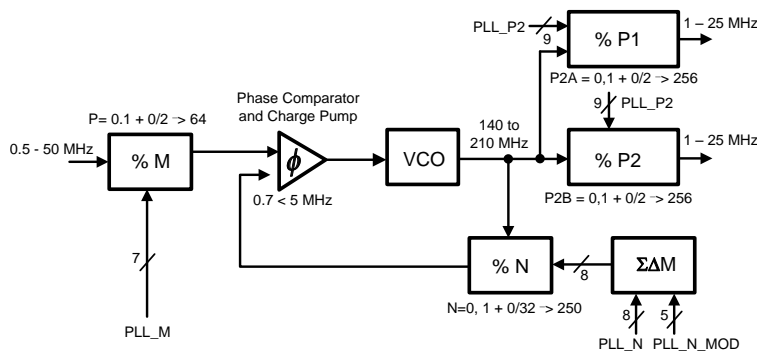 PLL_P2
9
% P1
1 – 25 MHz
P2A = 0,1 + 0/2 -> 256
9
PLL_P2
Phase Comparator
and Charge Pump
P= 0.1 + 0/2 -> 64
0.5 - 50 MHz
% M
ϕ
VCO
140 to
210 MHz
% P2
1 – 25 MHz
0.7 < 5 MHz
P2B = 0,1 + 0/2 -> 256
7
% N
8
ΣΔM
N=0, 1 + 0/32 -> 250
8
5
PLL_M
PLL_N
PLL_N_MOD